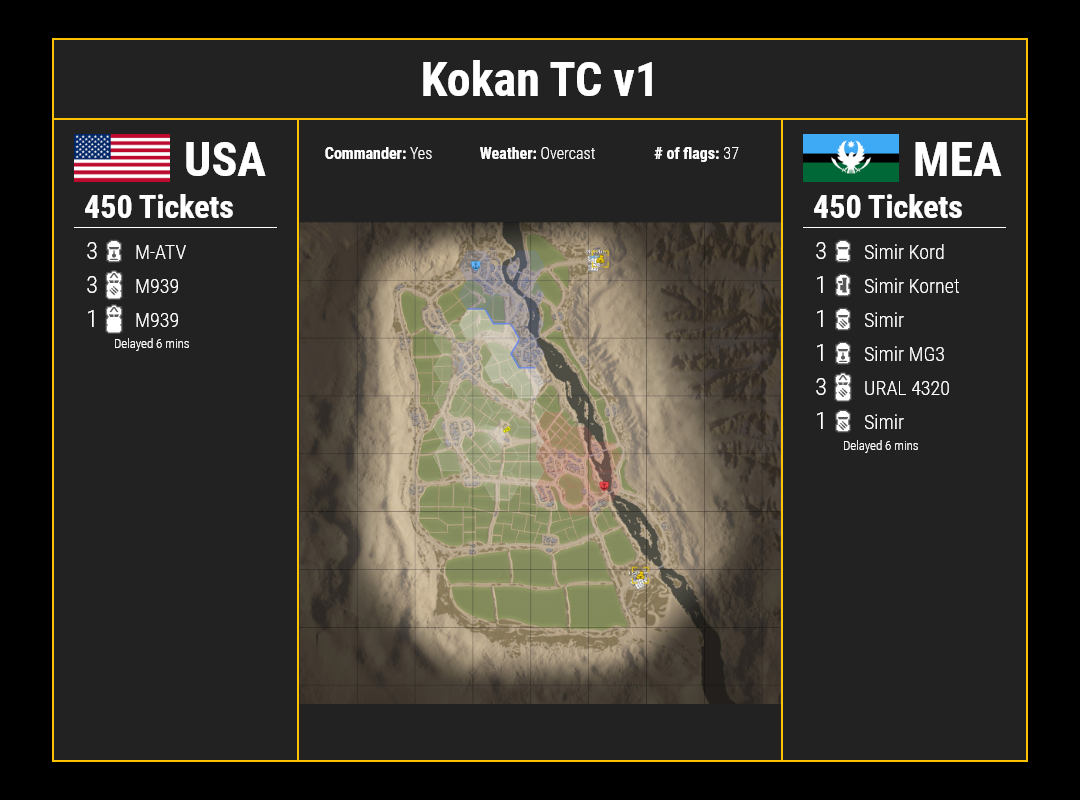 Kokan TC v1
USA
450 Tickets
3 M-ATV
3 M939
1 M939
Delayed 6 mins
Commander: Yes
Weather: Overcast
# of flags: 37
MEA
450 Tickets
3 Simir Kord
1 Simir Kornet
1 Simir
1 Simir MG3
3 URAL 4320
1 Simir
Delayed 6 mins